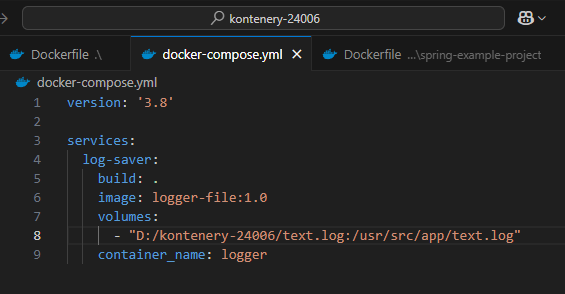 kontenery-24006
Dockerfile .\
docker-compose.yml
Dockerfile ...\spring-example-project
docker-compose.yml
1 version: '3.8'
2
3 services:
4 log-saver:
5 build: .
6 image: logger-file:1.0
7 volumes:
8 - "D:/kontenery-24006/text.log:/usr/src/app/text.log"
9 container_name: logger